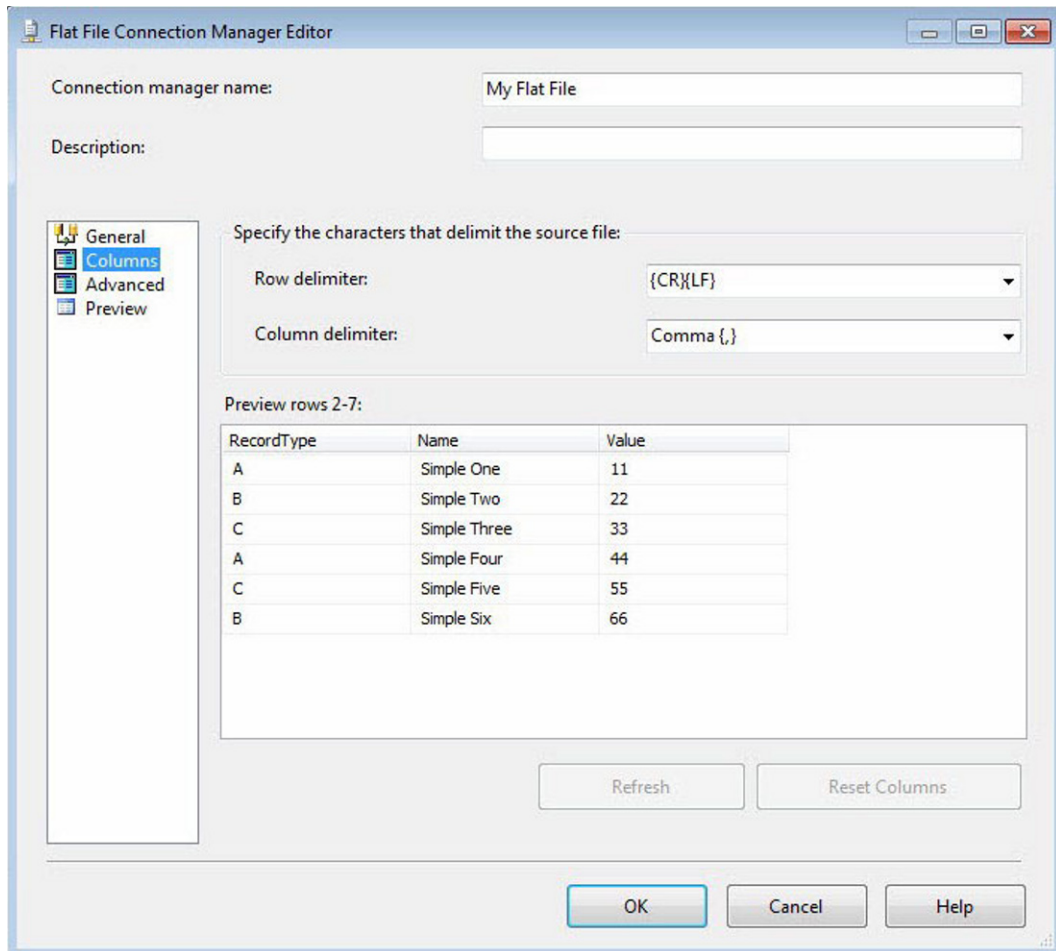 Flat File Connection Manager Editor
Connection manager name: My Flat File
Description:
General
Columns
Advanced
Preview
Specify the characters that delimit the source file:
Row delimiter: {CR}{LF}
Column delimiter: Comma {,}
Preview rows 2-7:
RecordType Name Value
A Simple One 11
B Simple Two 22
C Simple Three 33
A Simple Four 44
C Simple Five 55
B Simple Six 66
Refresh Reset Columns
OK Cancel Help